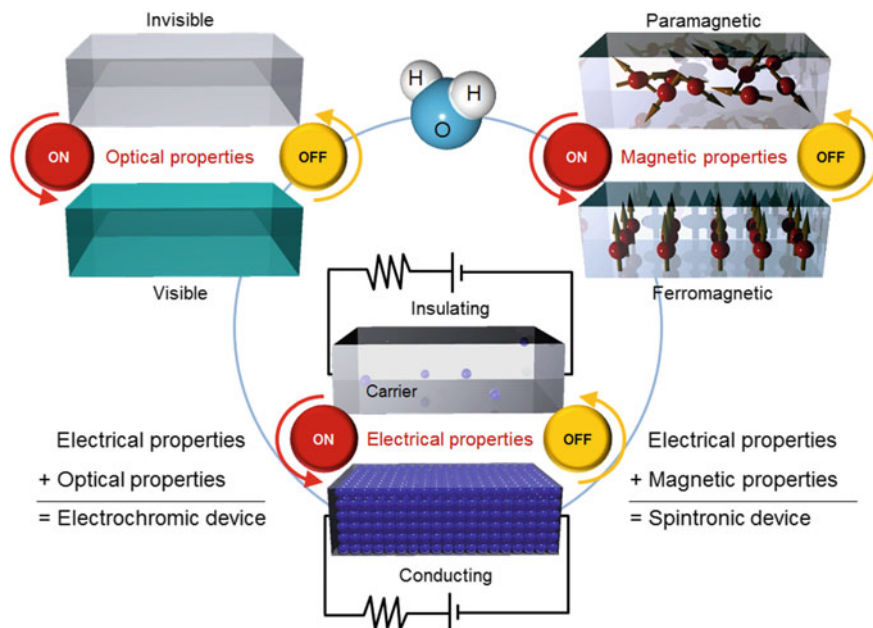 Invisible
Paramagnetic
H
H
O
ON
Optical properties
OFF
ON
Magnetic properties
OFF
Visible
Ferromagnetic
Insulating
Carrier
ON
Electrical properties
OFF
Electrical properties
+ Optical properties
= Electrochromic device
Electrical properties
+ Magnetic properties
= Spintronic device
Conducting